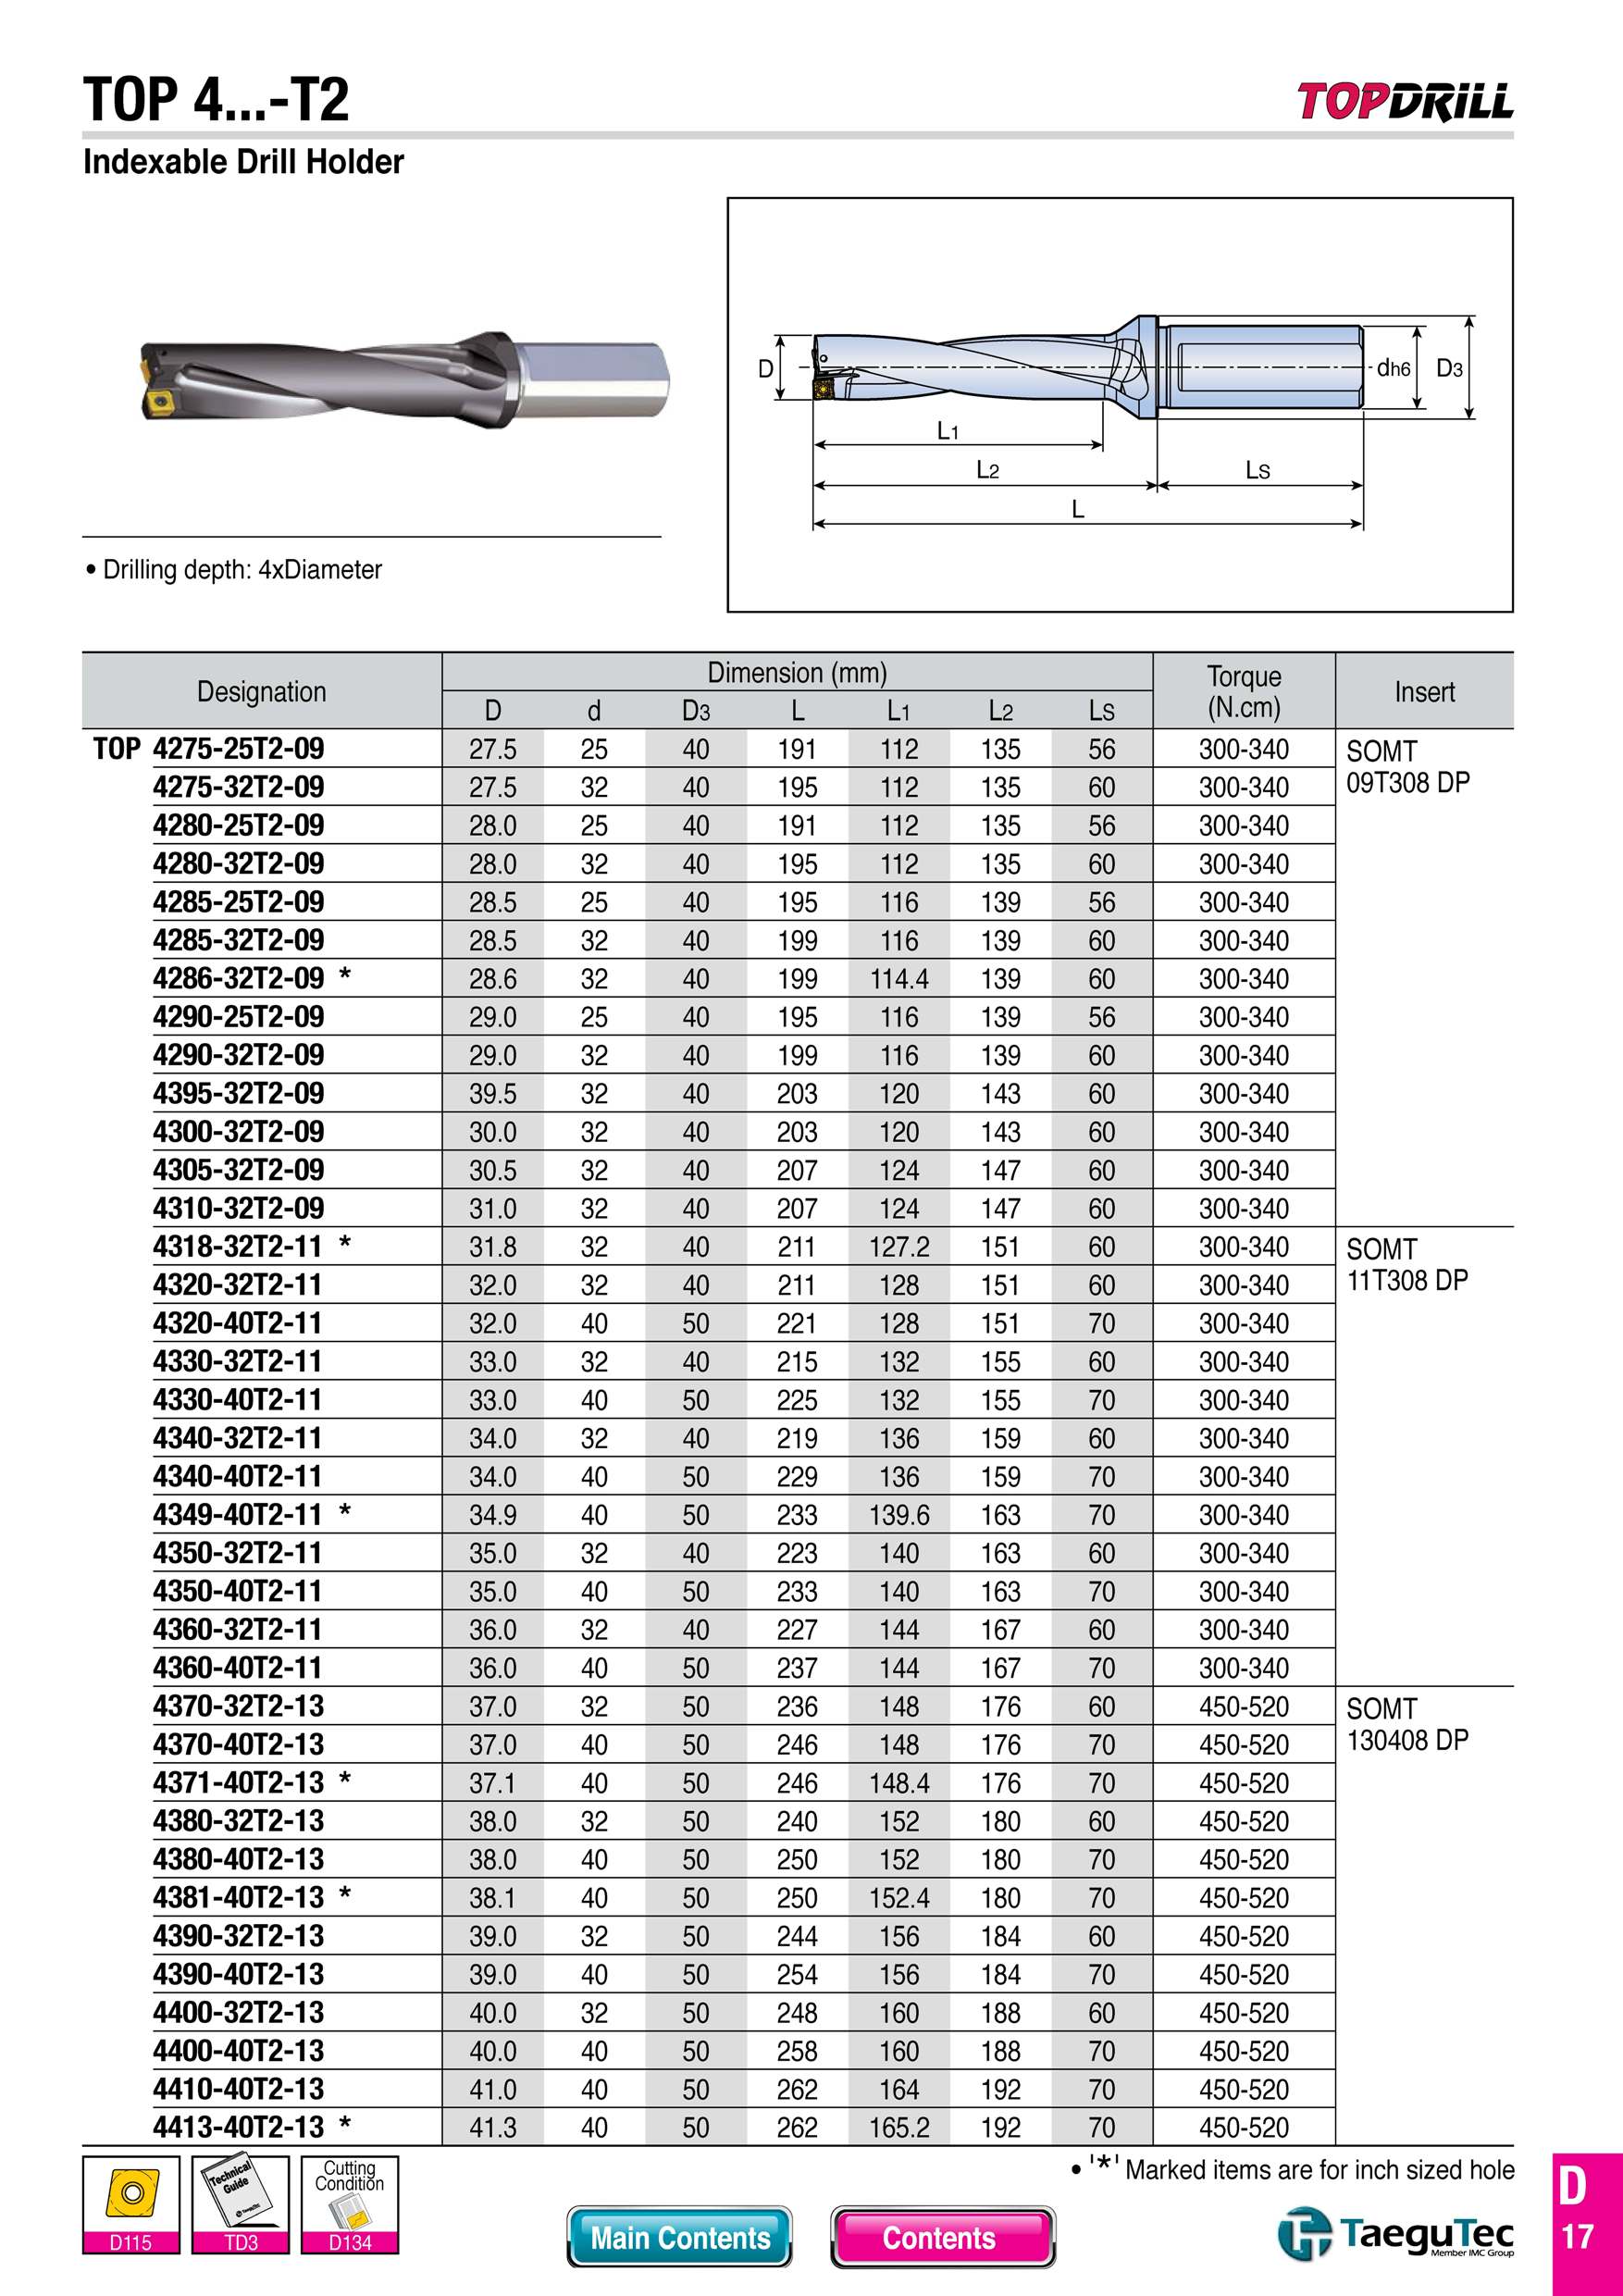 TOP 4...-T2
TOPDRILL
Indexable Drill Holder
D
dh6 D3
L1
L2 LS
L
• Drilling depth: 4xDiameter
Designation Dimension (mm) Torque (N.cm) Insert
D d D3 L L1 L2 LS
TOP 4275-25T2-09 27.5 25 40 191 112 135 56 300-340 SOMT
4275-32T2-09 27.5 32 40 195 112 135 60 300-340 09T308 DP
4280-25T2-09 28.0 25 40 191 112 135 56 300-340
4280-32T2-09 28.0 32 40 195 112 135 60 300-340
4285-25T2-09 28.5 25 40 195 116 139 56 300-340
4285-32T2-09 28.5 32 40 199 116 139 60 300-340
4286-32T2-09 * 28.6 32 40 199 114.4 139 60 300-340
4290-25T2-09 29.0 25 40 195 116 139 56 300-340
4290-32T2-09 29.0 32 40 199 116 139 60 300-340
4395-32T2-09 39.5 32 40 203 120 143 60 300-340
4300-32T2-09 30.0 32 40 203 120 143 60 300-340
4305-32T2-09 30.5 32 40 207 124 147 60 300-340
4310-32T2-09 31.0 32 40 207 124 147 60 300-340
4318-32T2-11 * 31.8 32 40 211 127.2 151 60 300-340 SOMT
4320-32T2-11 32.0 32 40 211 128 151 60 300-340 11T308 DP
4320-40T2-11 32.0 40 50 221 128 151 70 300-340
4330-32T2-11 33.0 32 40 215 132 155 60 300-340
4330-40T2-11 33.0 40 50 225 132 155 70 300-340
4340-32T2-11 34.0 32 40 219 136 159 60 300-340
4340-40T2-11 34.0 40 50 229 136 159 70 300-340
4349-40T2-11 * 34.9 40 50 233 139.6 163 70 300-340
4350-32T2-11 35.0 32 40 223 140 163 60 300-340
4350-40T2-11 35.0 40 50 233 140 163 70 300-340
4360-32T2-11 36.0 32 40 227 144 167 60 300-340
4360-40T2-11 36.0 40 50 237 144 167 70 300-340
4370-32T2-13 37.0 32 50 236 148 176 60 450-520 SOMT
4370-40T2-13 37.0 40 50 246 148 176 70 450-520 130408 DP
4371-40T2-13 * 37.1 40 50 246 148.4 176 70 450-520
4380-32T2-13 38.0 32 50 240 152 180 60 450-520
4380-40T2-13 38.0 40 50 250 152 180 70 450-520
4381-40T2-13 * 38.1 40 50 250 152.4 180 70 450-520
4390-32T2-13 39.0 32 50 244 156 184 60 450-520
4390-40T2-13 39.0 40 50 254 156 184 70 450-520
4400-32T2-13 40.0 32 50 248 160 188 60 450-520
4400-40T2-13 40.0 40 50 258 160 188 70 450-520
4410-40T2-13 41.0 40 50 262 164 192 70 450-520
4413-40T2-13 * 41.3 40 50 262 165.2 192 70 450-520
• '*' Marked items are for inch sized hole
Technical
Guide
TaeguTec
Cutting
Condition
D115 TD3 D134
Main Contents
Contents
TaeguTec
Member IMC Group
D
17